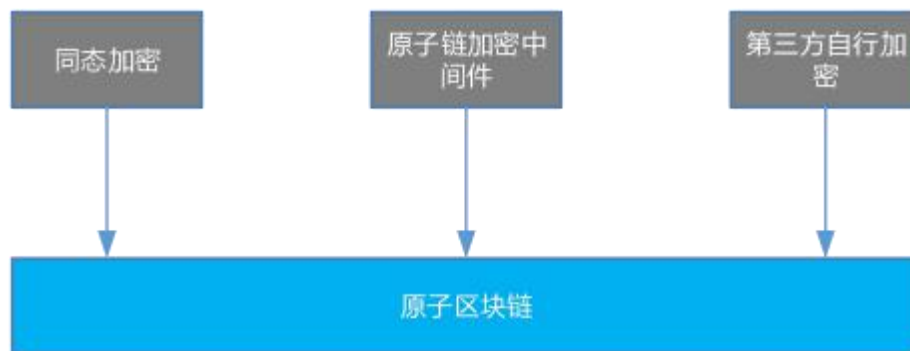 同态加密
原子链加密中
间件
第三方自行加
密
原子区块链